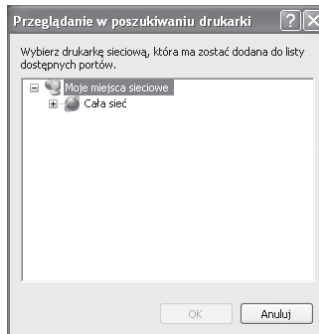 Przeglądanie w poszukiwaniu drukarki
Wybierz drukarkę sieciową, która ma zostać dodana do listy
dostępnych portów.
Moje miejsca sieciowe
Cała sieć
OK
Anuluj